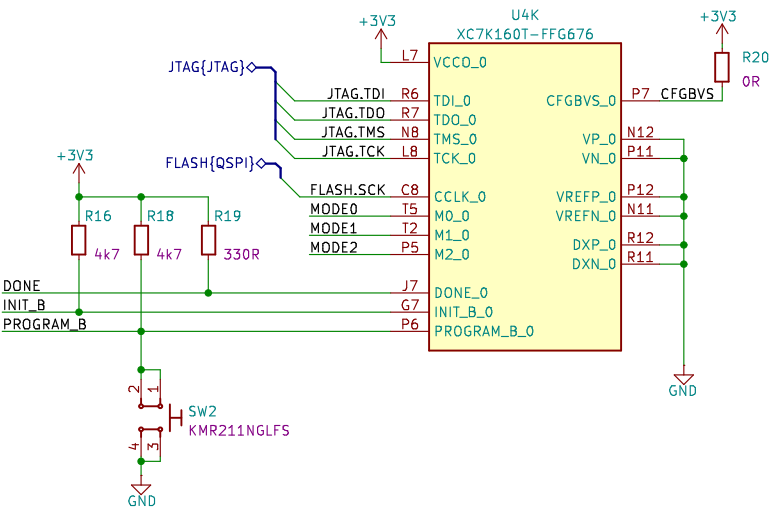 U4K
XC7K160T-FFG676
+3V3
+3V3
L7 VCCO_0
R20
0R
JTAG{JTAG}
JTAG.TDI R6 TDI_0
CFGBVS_0 P7 CFGBVS
JTAG.TDO R7 TDO_0
JTAG.TMS N8 TMS_0
VP_0 N12
JTAG.TCK L8 TCK_0
VN_0 P11
+3V3
FLASH{QSPI}
FLASH.SCK C8 CCLK_0
VREFP_0 P12
MODE0 T5 M0_0
VREFN_0 N11
R16
4k7
R18
4k7
R19
330R
MODE1 T2 M1_0
MODE2 P5 M2_0
DXP_0 R12
DXN_0 R11
DONE J7 DONE_0
INIT_B G7 INIT_B_0
PROGRAM_B P6 PROGRAM_B_0
GND
2 1
SW2
KMR211NGLFS
4 3
GND